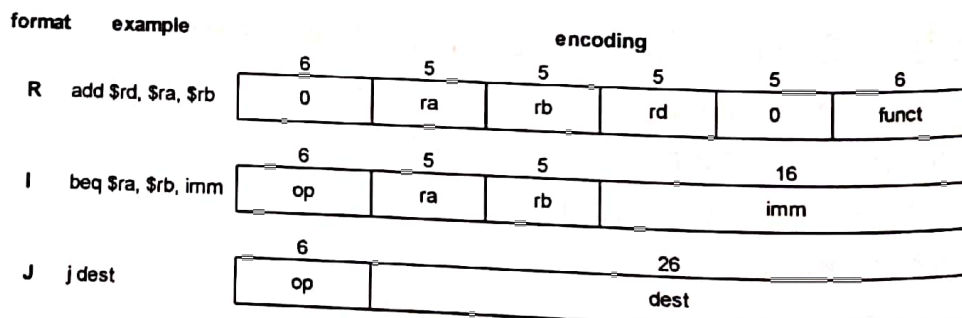 format example
encoding
6 5 5 5 5 6
R add $rd, $ra, $rb 0 ra rb rd 0 funct
6 5 5 16
I beq $ra, $rb, imm op ra rb imm
6 26
J j dest op dest